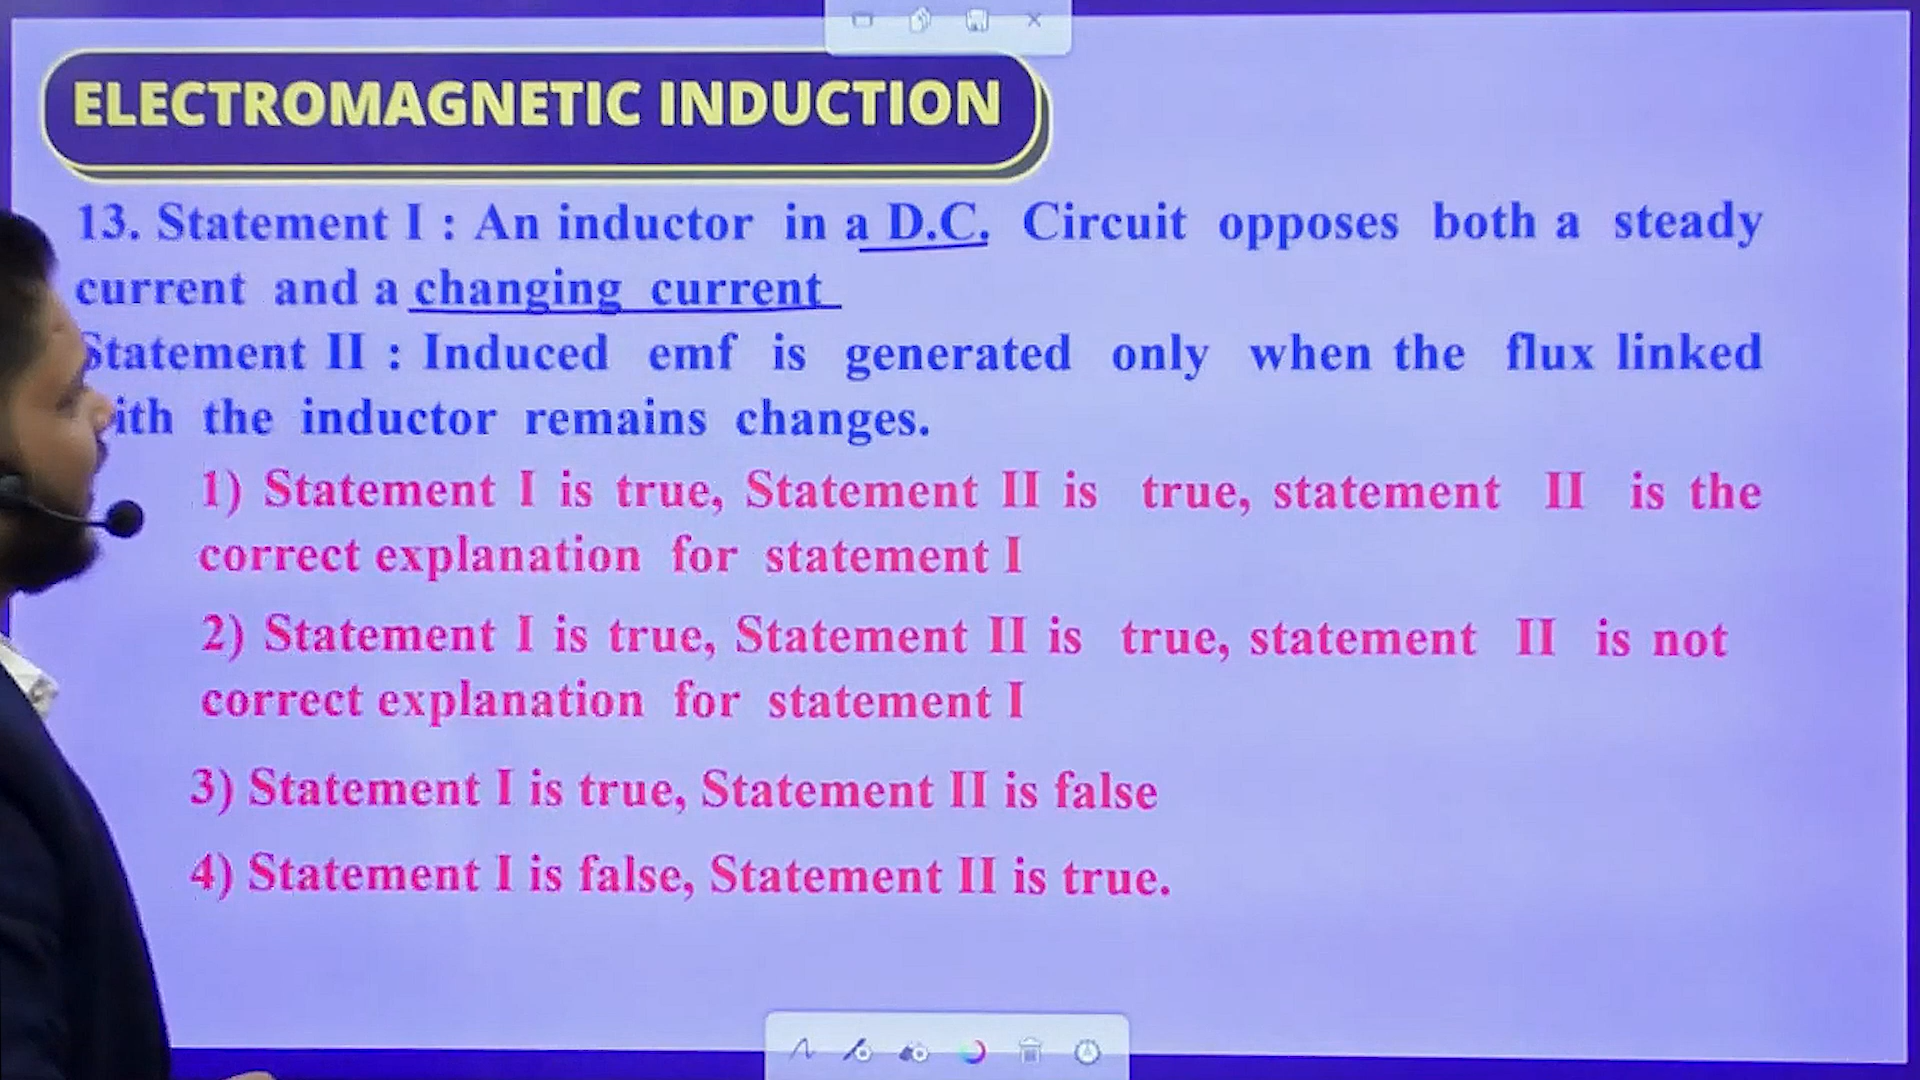 ELECTROMAGNETIC INDUCTION
13. Statement I : An inductor in a D.C. Circuit opposes both a steady
current and a changing current
Statement II : Induced emf is generated only when the flux linked
ith the inductor remains changes.
1) Statement I is true, Statement II is true, statement II is the
correct explanation for statement I
2) Statement I is true, Statement II is true, statement II is not
correct explanation for statement I
3) Statement I is true, Statement II is false
4) Statement I is false, Statement II is true.